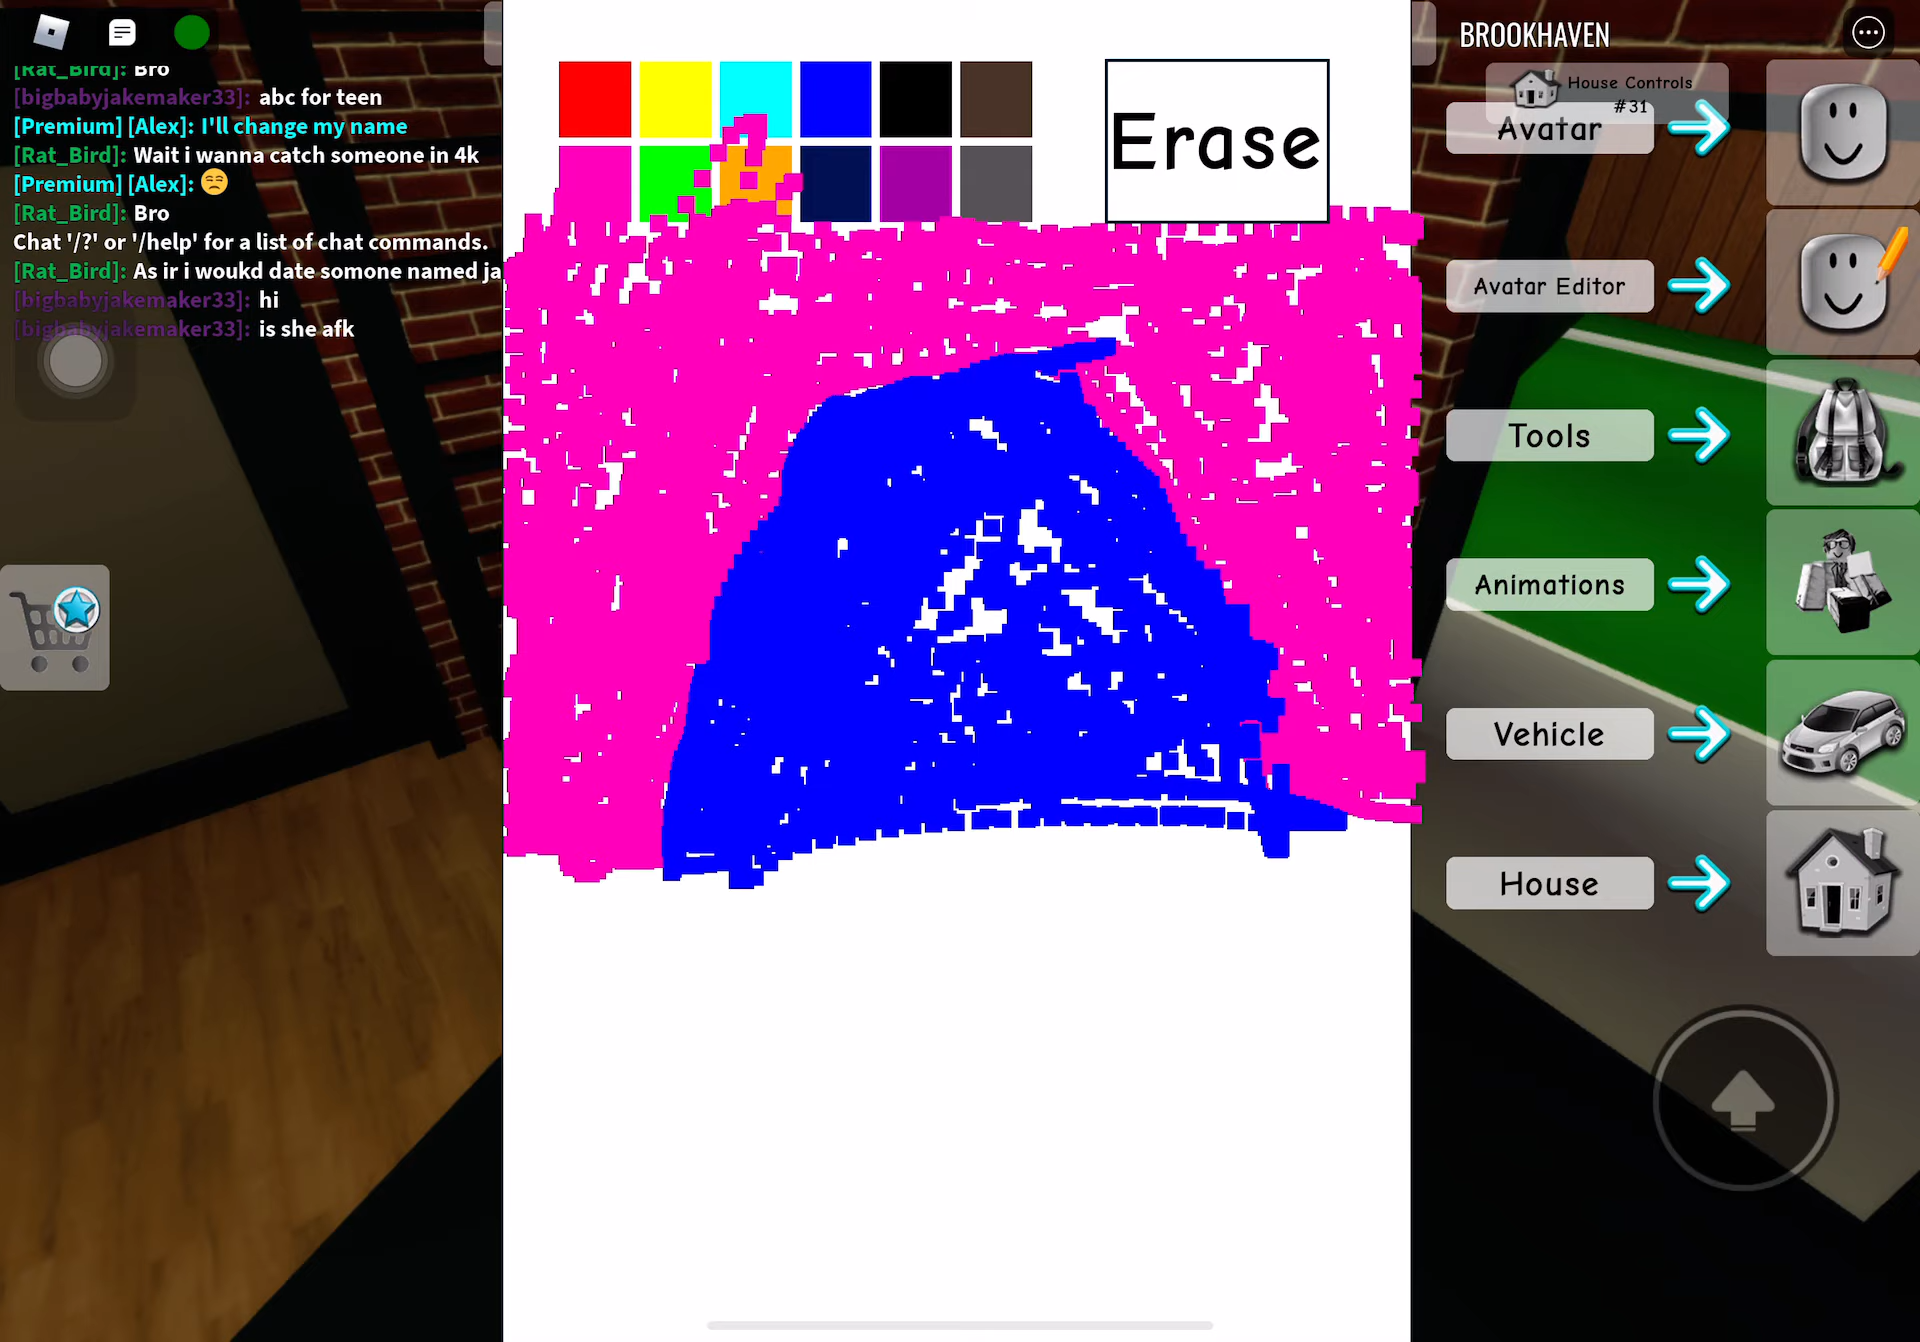 [Rat_Bird]: Bro
[bigbabyjakemaker33]: abc for teen
[Premium] [Alex]: I'll change my name
[Rat_Bird]: Wait i wanna catch someone in 4k
[Premium] [Alex]: 😒
[Rat_Bird]: Bro
Chat '/?' or '/help' for a list of chat commands.
[Rat_Bird]: As ir i woukd date somone named ja
[bigbabyjakemaker33]: hi
[bigbabyjakemaker33]: is she afk
Erase
BROOKHAVEN
House Controls
#31
Avatar
Avatar Editor
Tools
Animations
Vehicle
House